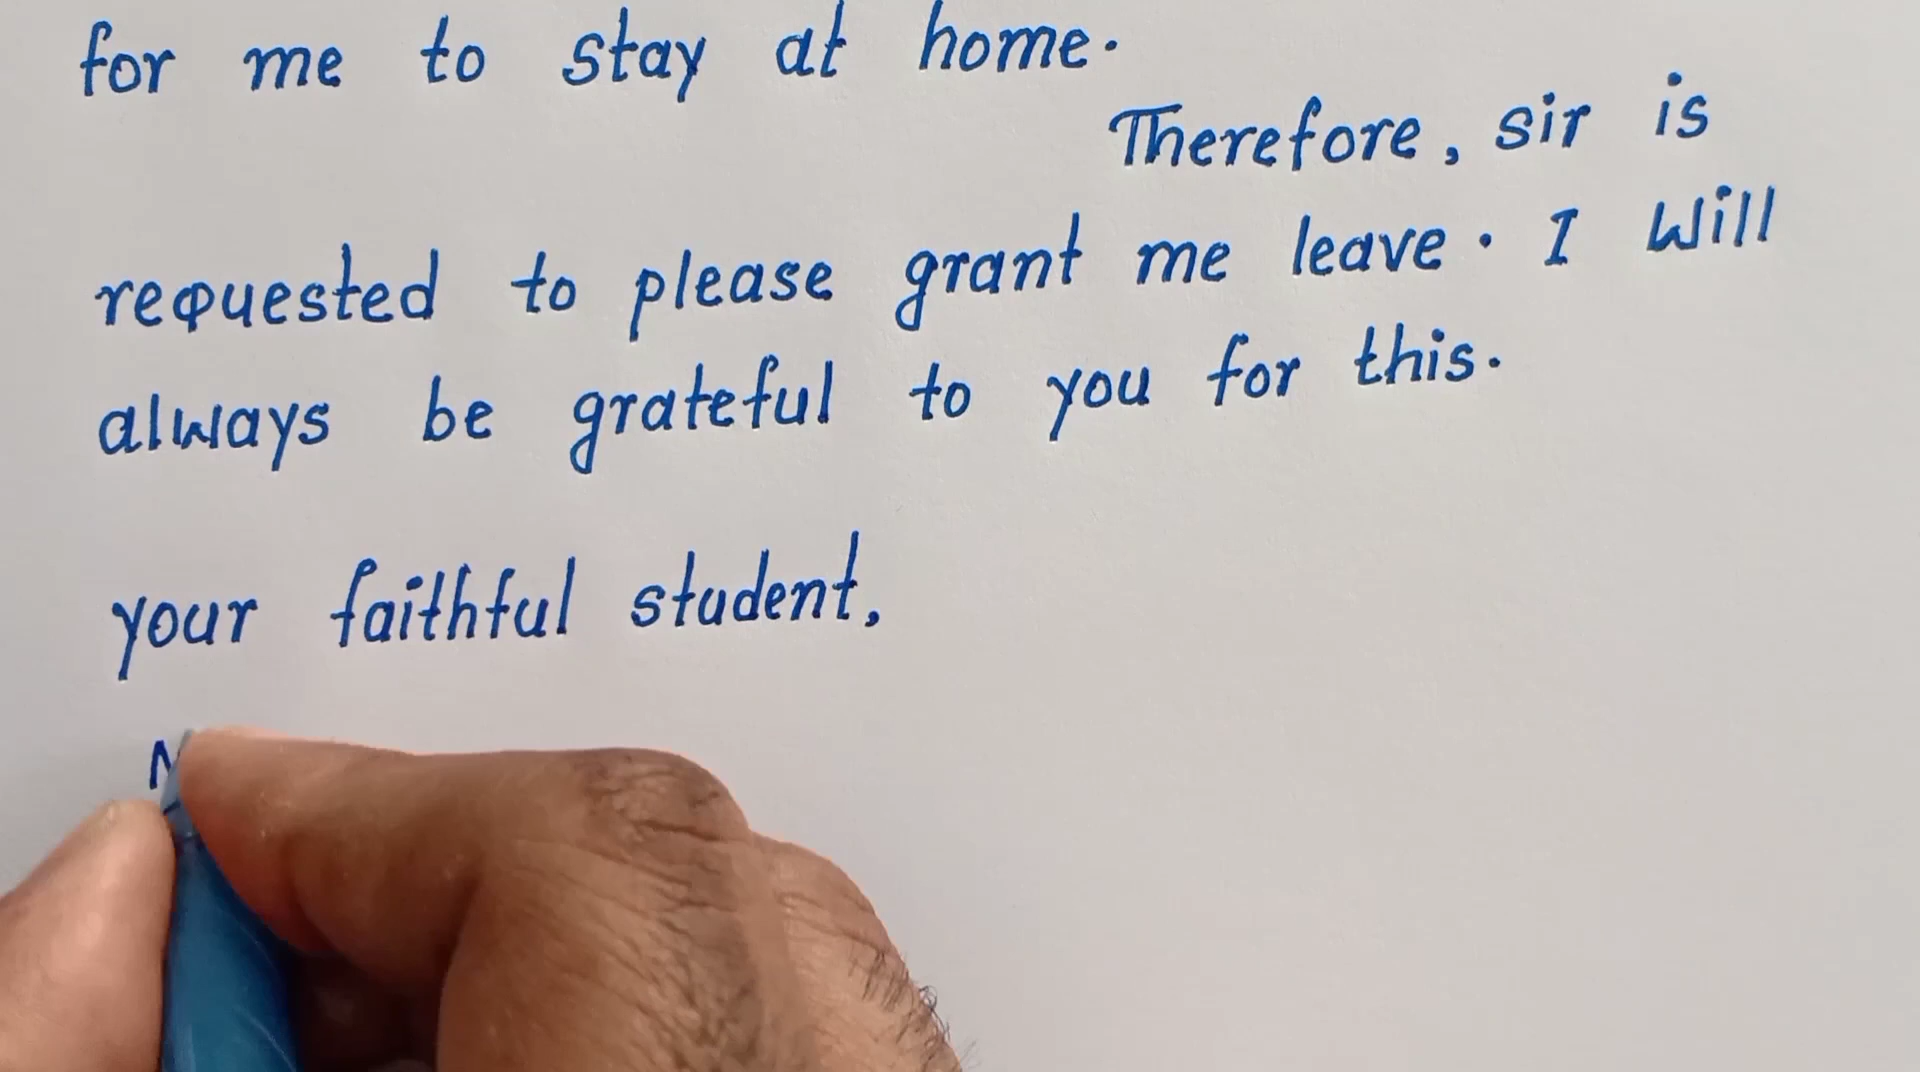 for me to stay at home.
Therefore, sir is
requested to please grant me leave. I will
always be grateful to you for this.
your faithful student,